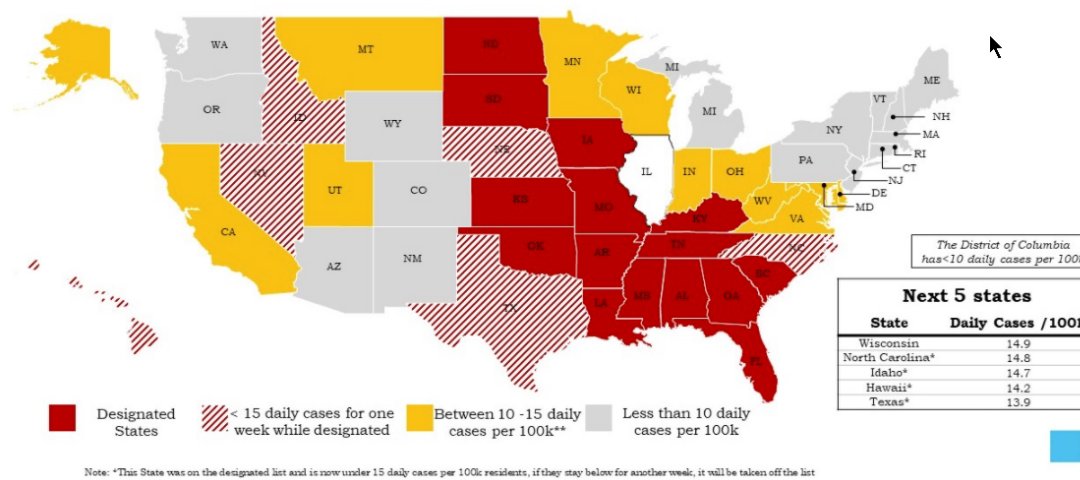 WA
MT
ND
MN
MI
ME
OR
ID
SD
WI
MI
VT
NH
WY
NY
MA
NE
IA
PA
RI
CT
NV
UT
CO
IL
IN
OH
NJ
KS
MO
WV
DE
MD
CA
KY
VA
AZ
NM
OK
AR
TN
NC
SC
The District of Columbia
has<10 daily cases per 100
TX
LA
MS
AL
GA
FL
Next 5 states
State Daily Cases /100
Wisconsin 14.9
North Carolina* 14.8
Idaho* 14.7
Hawaii* 14.2
Texas* 13.9
Designated
States
< 15 daily cases for one
week while designated
Between 10 -15 daily
cases per 100k**
Less than 10 daily
cases per 100k
Note: *This State was on the designated list and is now under 15 daily cases per 100k residents, if they stay below for another week, it will be taken off the list